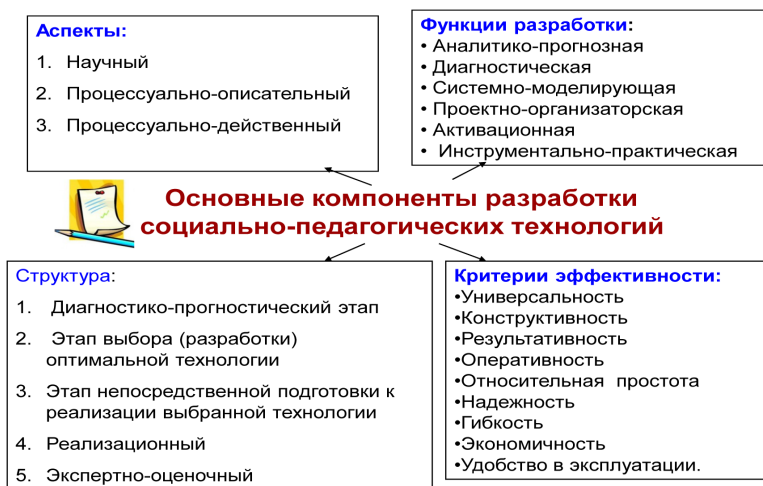 Аспекты:
1. Научный
2. Процессуально-описательный
3. Процессуально-действенный
Функции разработки:
• Аналитико-прогнозная
• Диагностическая
• Системно-моделирующая
• Проектно-организаторская
• Активационная
• Инструментально-практическая
Основные компоненты разработки
социально-педагогических технологий
Структура:
1. Диагностико-прогностический этап
2. Этап выбора (разработки)
оптимальной технологии
3. Этап непосредственной подготовки к
реализации выбранной технологии
4. Реализационный
5. Экспертно-оценочный
Критерии эффективности:
•Универсальность
•Конструктивность
•Результативность
•Оперативность
•Относительная простота
•Надежность
•Гибкость
•Экономичность
•Удобство в эксплуатации.